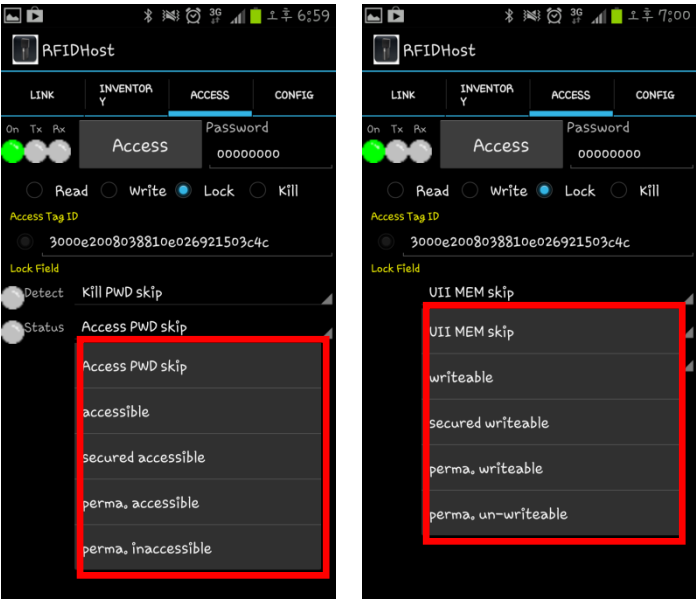 3G 오후 6:59
RFIDHost
LINK INVENTORY ACCESS CONFIG
On Tx Rx Access Password
00000000
Read Write Lock Kill
Access Tag ID
3000e2008038810e026921503c4c
Lock Field
Detect Kill PWD skip
Status Access PWD skip
Access PWD skip
accessible
secured accessible
perma. accessible
perma. inaccessible
3G 오후 7:00
RFIDHost
LINK INVENTORY ACCESS CONFIG
On Tx Rx Access Password
00000000
Read Write Lock Kill
Access Tag ID
3000e2008038810e026921503c4c
Lock Field
UII MEM skip
UII MEM skip
writeable
secured writeable
perma. writeable
perma. un-writeable